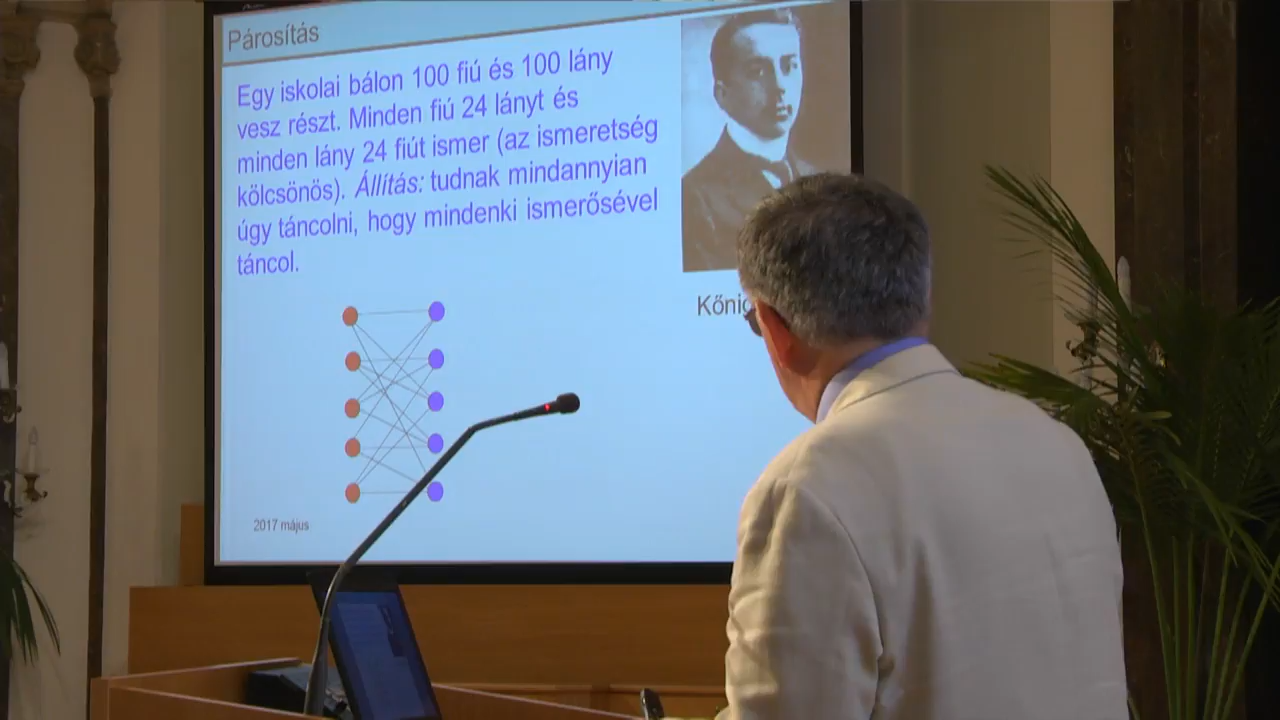 Párosítás
Egy iskolai bálon 100 fiú és 100 lány
vesz részt. Minden fiú 24 lányt és
minden lány 24 fiút ismer (az ismeretség
kölcsönös). Állítás: tudnak mindannyian
úgy táncolni, hogy mindenki ismerősével
táncol.
Kőnig
2017 május